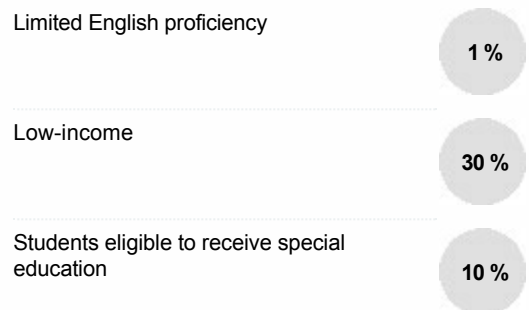 Limited English proficiency
1 %
Low-income
30 %
Students eligible to receive special
education
10 %